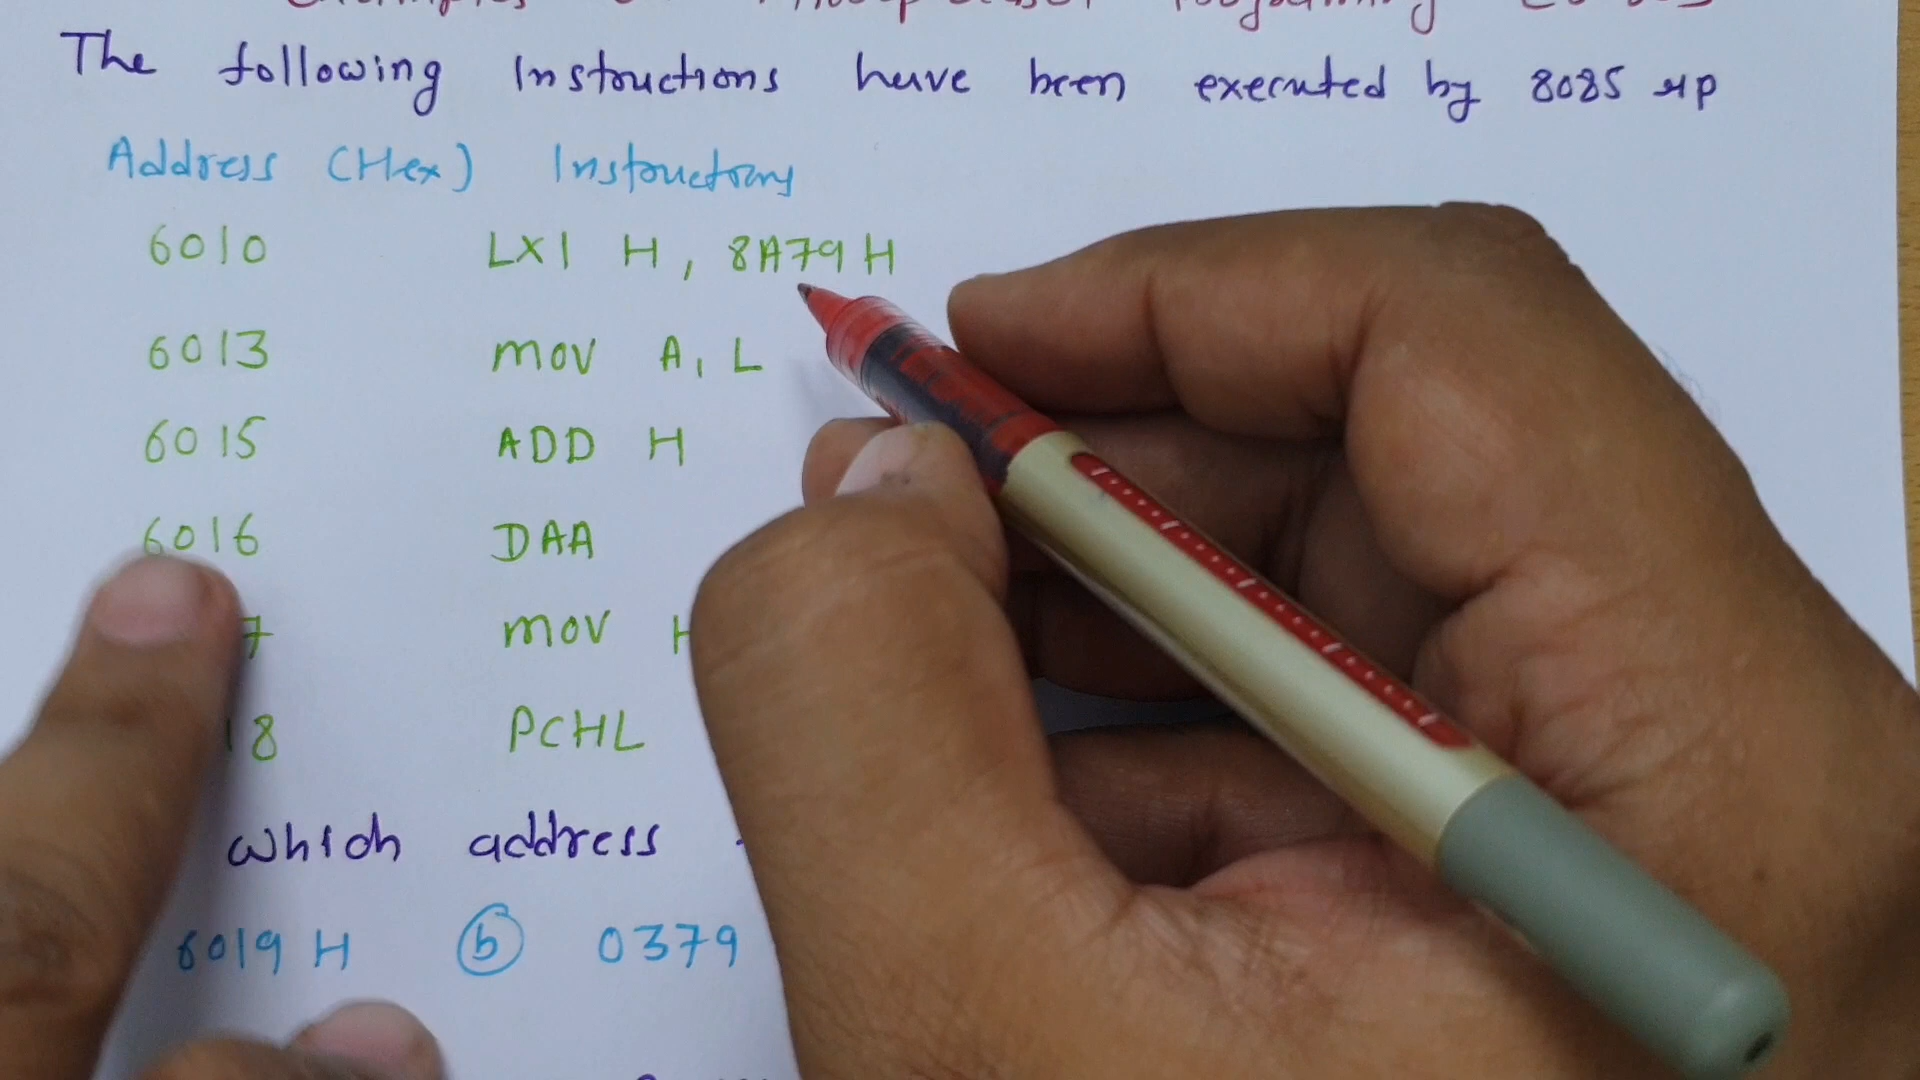 The following Instructions have been executed by 8085 μp
Address (Hex) Instructions
6010 LXI H, 8A79 H
6013 MOV A, L
6015 ADD H
6016 DAA
7 MOV H
18 PCHL
which address
6019 H (b) 0379